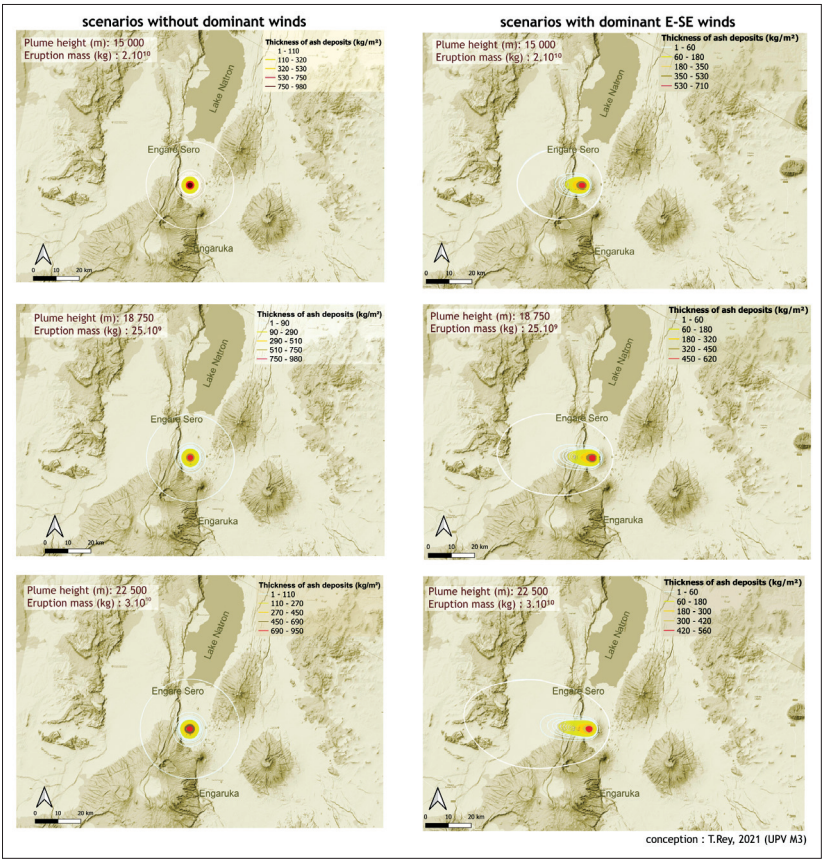 scenarios without dominant winds
scenarios with dominant E-SE winds
Plume height (m): 15 000
Eruption mass (kg) : 2.10¹⁰
Thickness of ash deposits (kg/m²)
1 - 110
110 - 320
320 - 530
530 - 750
750 - 980
Lake Natron
Engare Sero
Engaruka
0 10 20 km
Plume height (m): 15 000
Eruption mass (kg) : 2.10¹⁰
Thickness of ash deposits (kg/m²)
1 - 60
60 - 180
180 - 350
350 - 530
530 - 710
Lake Natron
Engare Sero
Engaruka
0 10 20 km
Plume height (m): 18 750
Eruption mass (kg) : 25.10⁹
Thickness of ash deposits (kg/m²)
1 - 90
90 - 290
290 - 510
510 - 750
750 - 980
Lake Natron
Engare Sero
Engaruka
0 10 20 km
Plume height (m): 18 750
Eruption mass (kg) : 25.10⁹
Thickness of ash deposits (kg/m²)
1 - 60
60 - 180
180 - 320
320 - 450
450 - 620
Lake Natron
Engare Sero
Engaruka
0 10 20 km
Plume height (m): 22 500
Eruption mass (kg) : 3.10¹⁰
Thickness of ash deposits (kg/m²)
1 - 110
110 - 270
270 - 450
450 - 690
690 - 950
Lake Natron
Engare Sero
Engaruka
0 10 20 km
Plume height (m): 22 500
Eruption mass (kg) : 3.10¹⁰
Thickness of ash deposits (kg/m²)
1 - 60
60 - 180
180 - 300
300 - 420
420 - 560
Lake Natron
Engare Sero
Engaruka
0 10 20 km
conception : T.Rey, 2021 (UPV M3)